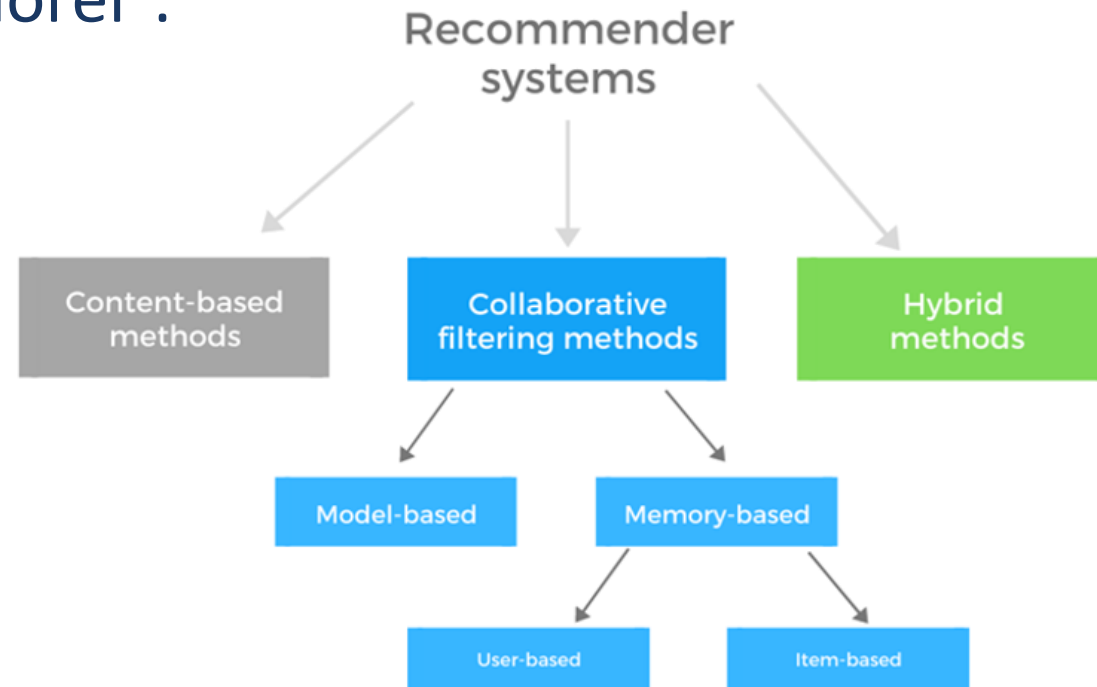 Recommender
systems
Content-based
methods
Collaborative
filtering methods
Hybrid
methods
Model-based
Memory-based
User-based
Item-based